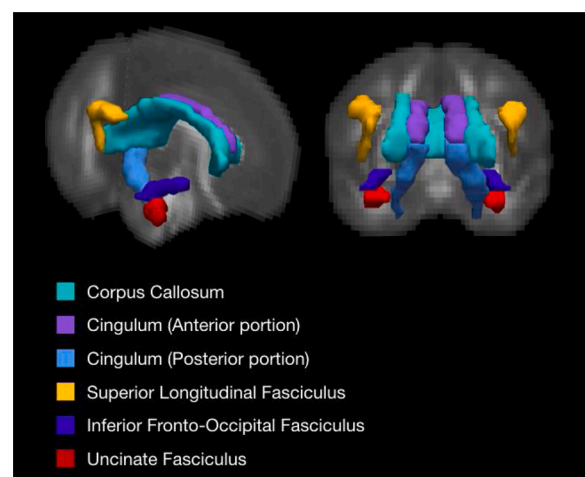 Corpus Callosum
Cingulum (Anterior portion)
Cingulum (Posterior portion)
Superior Longitudinal Fasciculus
Inferior Fronto-Occipital Fasciculus
Uncinate Fasciculus